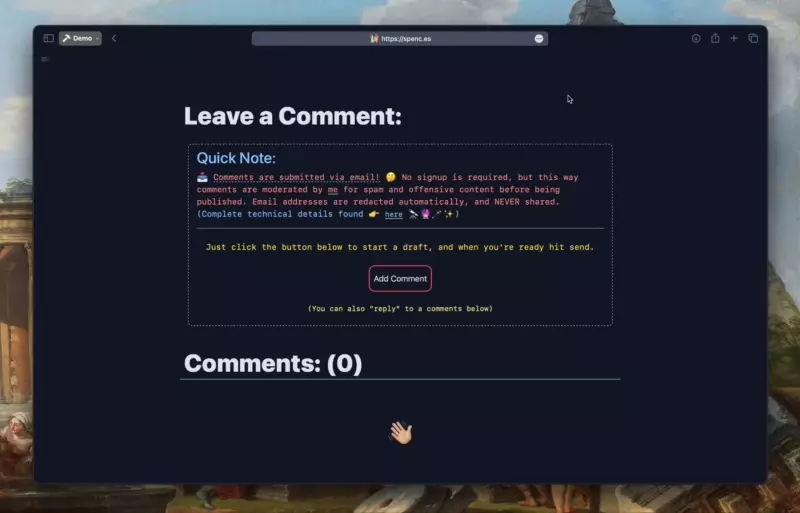 Demo
https://spenc.es
Leave a Comment:
Quick Note:
📥 Comments are submitted via email! 🤔 No signup is required, but this way
comments are moderated by me for spam and offensive content before being
published. Email addresses are redacted automatically, and NEVER shared.
(Complete technical details found 👉 here 🔭🔮🪄✨)
Just click the button below to start a draft, and when you're ready hit send.
Add Comment
(You can also "reply" to a comments below)
Comments: (0)